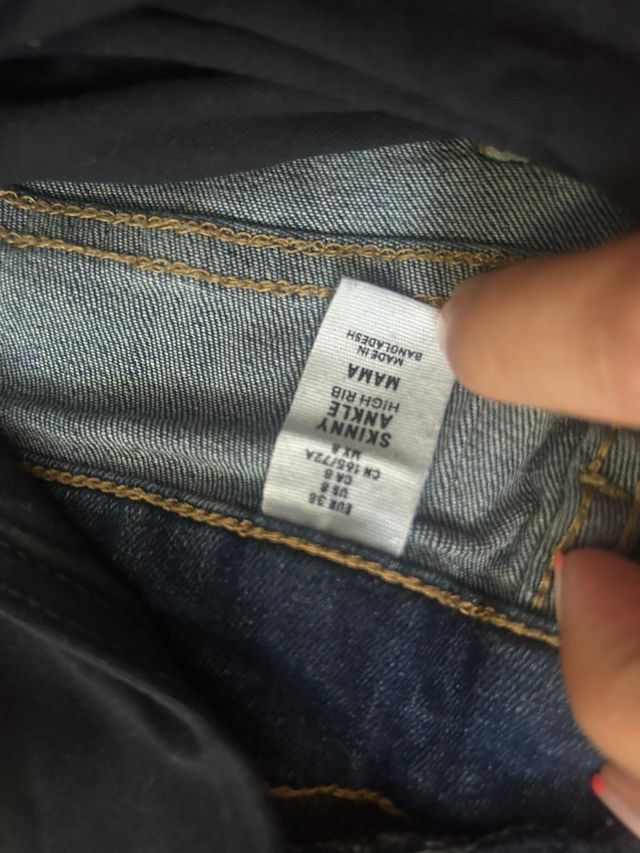 EUR 38
US 8
CA 8
CN 165/72A
MX 8
SKINNY
ANKLE
HIGH RIB
MAMA
MADE IN
BANGLADESH